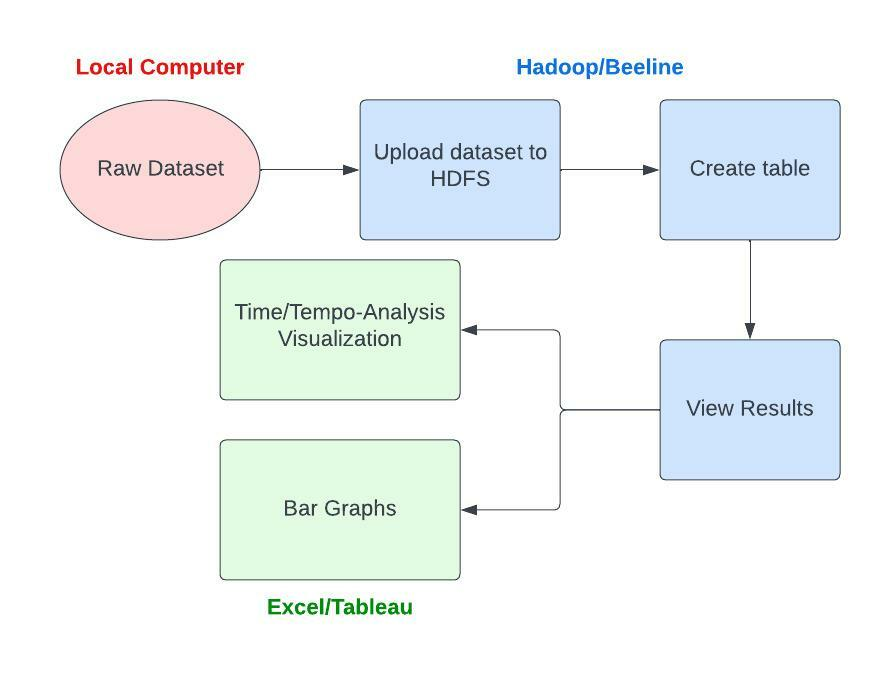 Local Computer
Hadoop/Beeline
Raw Dataset
Upload dataset to
HDFS
Create table
Time/Tempo-Analysis
Visualization
View Results
Bar Graphs
Excel/Tableau